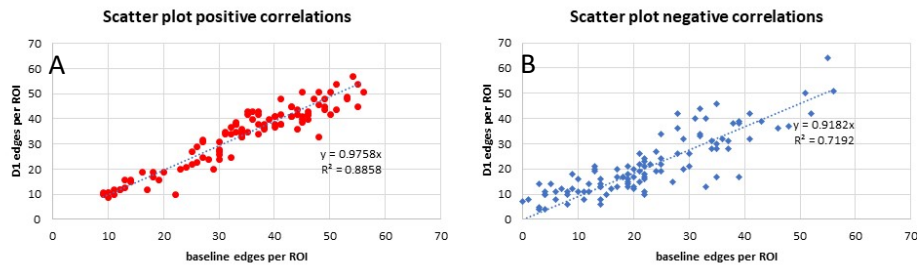 Scatter plot positive correlations
A
D1 edges per ROI
70
60
50
40
30
20
10
0
y = 0.9758x
R² = 0.8858
0 10 20 30 40 50 60 70
baseline edges per ROI
Scatter plot negative correlations
B
D1 edges per ROI
70
60
50
40
30
20
10
0
y = 0.9182x
R² = 0.7192
0 10 20 30 40 50 60 70
baseline edges per ROI